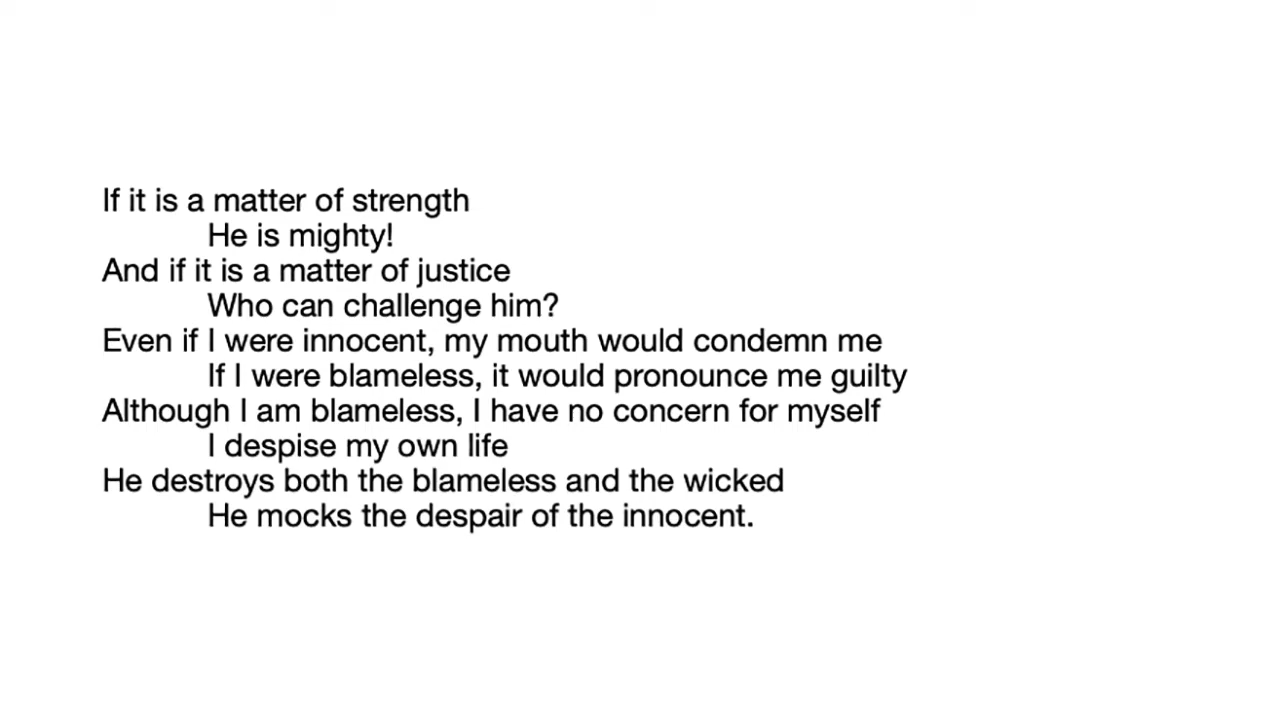 If it is a matter of strength
He is mighty!
And if it is a matter of justice
Who can challenge him?
Even if I were innocent, my mouth would condemn me
If I were blameless, it would pronounce me guilty
Although I am blameless, I have no concern for myself
I despise my own life
He destroys both the blameless and the wicked
He mocks the despair of the innocent.